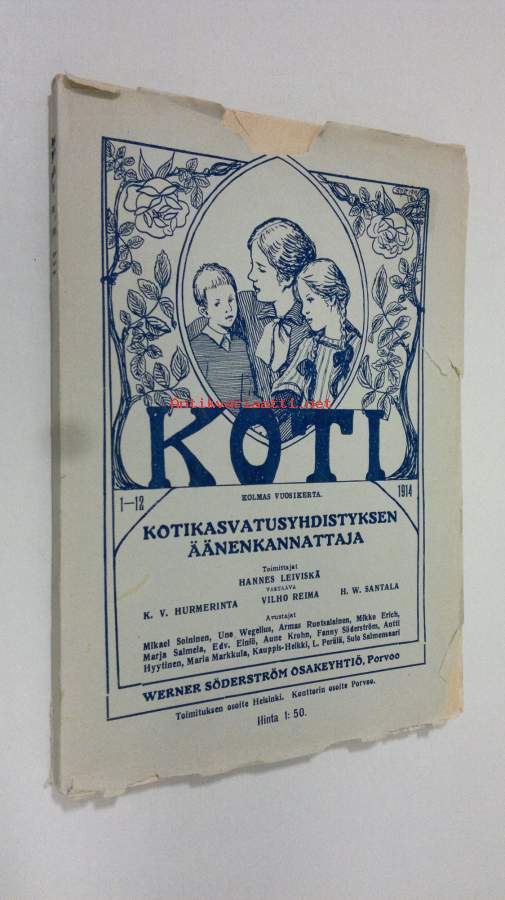 Antikvariaatti.net
KOTI
1—12
KOLMAS VUOSIKERTA.
1914
KOTIKASVATUSYHDISTYKSEN
ÄÄNENKANNATTAJA
Toimittajat
HANNES LEIVISKÄ
VASTAAVA
K. V. HURMERINTA VILHO REIMA H. W. SANTALA
Avustajat
Mikael Soininen, Uno Wegelius, Armas Ruotsalainen, Mikko Erich,
Marja Salmela, Edv. Elnilä, Aune Krohn, Fanny Söderström, Antti
Hyytinen, Maria Markkula, Kauppis-Heikki, L. Perälä, Sulo Salmensaari
WERNER SÖDERSTRÖM OSAKEYHTIÖ, Porvoo
Toimituksen osoite Helsinki. Konttorin osoite Porvoo.
Hinta 1: 50.